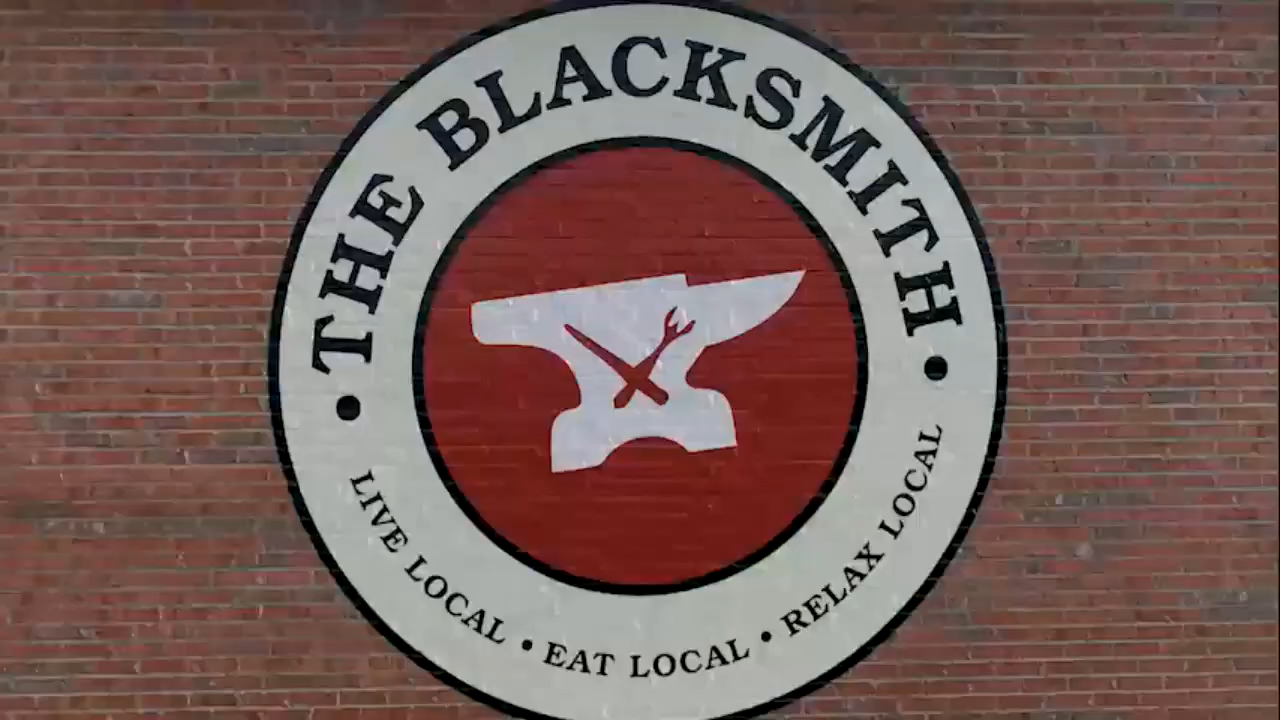 • THE BLACKSMITH •
LIVE LOCAL • EAT LOCAL • RELAX LOCAL